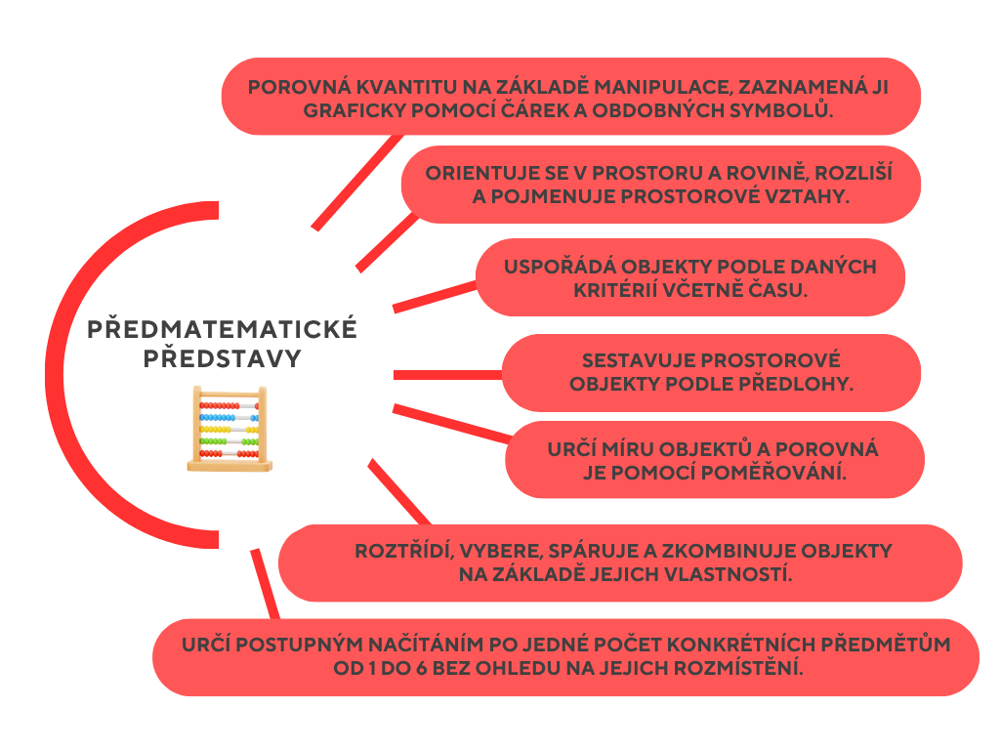 POROVNÁ KVANTITU NA ZÁKLADĚ MANIPULACE, ZAZNAMENÁ JI
GRAFICKY POMOCÍ ČÁREK A OBDOBNÝCH SYMBOLŮ.
ORIENTUJE SE V PROSTORU A ROVINĚ, ROZLIŠÍ
A POJMENUJE PROSTOROVÉ VZTAHY.
USPOŘÁDÁ OBJEKTY PODLE DANÝCH
KRITÉRIÍ VČETNĚ ČASU.
PŘEDMATEMATICKÉ
PŘEDSTAVY
SESTAVUJE PROSTOROVÉ
OBJEKTY PODLE PŘEDLOHY.
URČÍ MÍRU OBJEKTŮ A POROVNÁ
JE POMOCÍ POMĚŘOVÁNÍ.
ROZTŘÍDÍ, VYBERE, SPÁRUJE A ZKOMBINUJE OBJEKTY
NA ZÁKLADĚ JEJICH VLASTNOSTÍ.
URČÍ POSTUPNÝM NAČÍTÁNÍM PO JEDNÉ POČET KONKRÉTNÍCH PŘEDMĚTŮM
OD 1 DO 6 BEZ OHLEDU NA JEJICH ROZMÍSTĚNÍ.